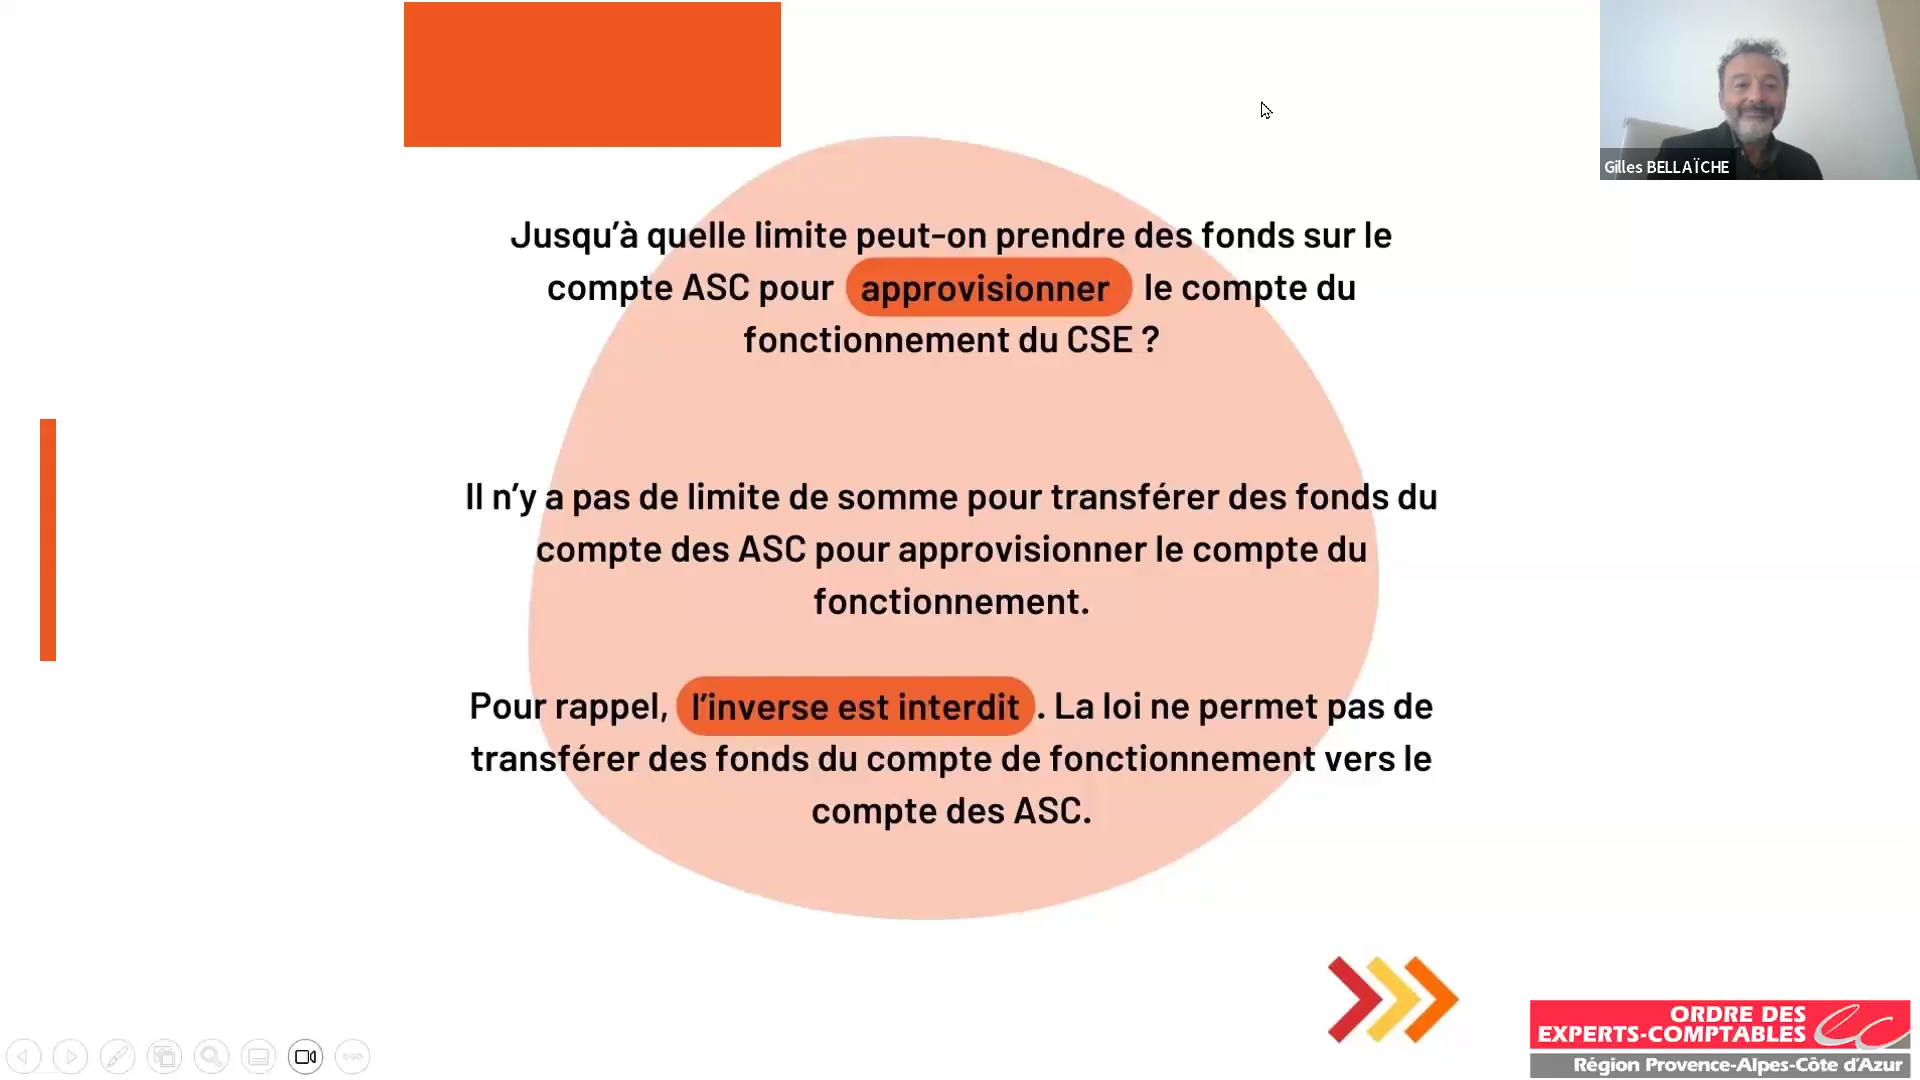 Gilles BELLAÏCHE
Jusqu’à quelle limite peut-on prendre des fonds sur le
compte ASC pour approvisionner le compte du
fonctionnement du CSE ?
Il n’y a pas de limite de somme pour transférer des fonds du
compte des ASC pour approvisionner le compte du
fonctionnement.
Pour rappel, l’inverse est interdit . La loi ne permet pas de
transférer des fonds du compte de fonctionnement vers le
compte des ASC.
ORDRE DES
EXPERTS-COMPTABLES
Région Provence-Alpes-Côte d’Azur